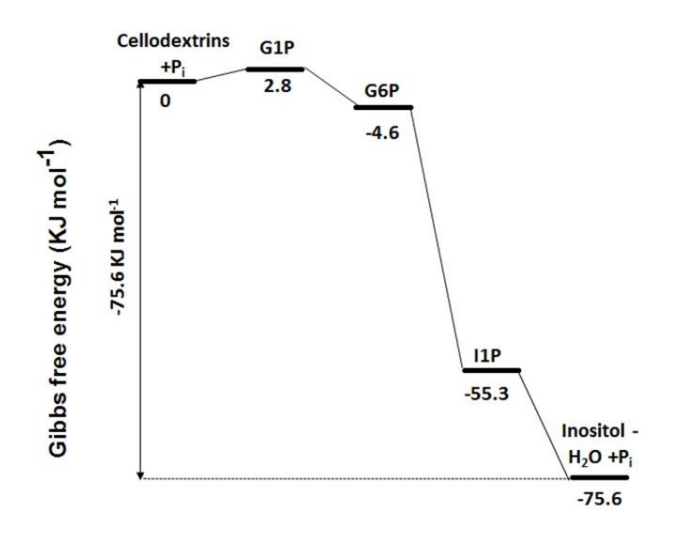 Cellodextrins
+Pᵢ
0
G1P
2.8
G6P
-4.6
I1P
-55.3
Inositol -
H₂O +Pᵢ
-75.6
-75.6 KJ mol⁻¹
Gibbs free energy (KJ mol⁻¹)